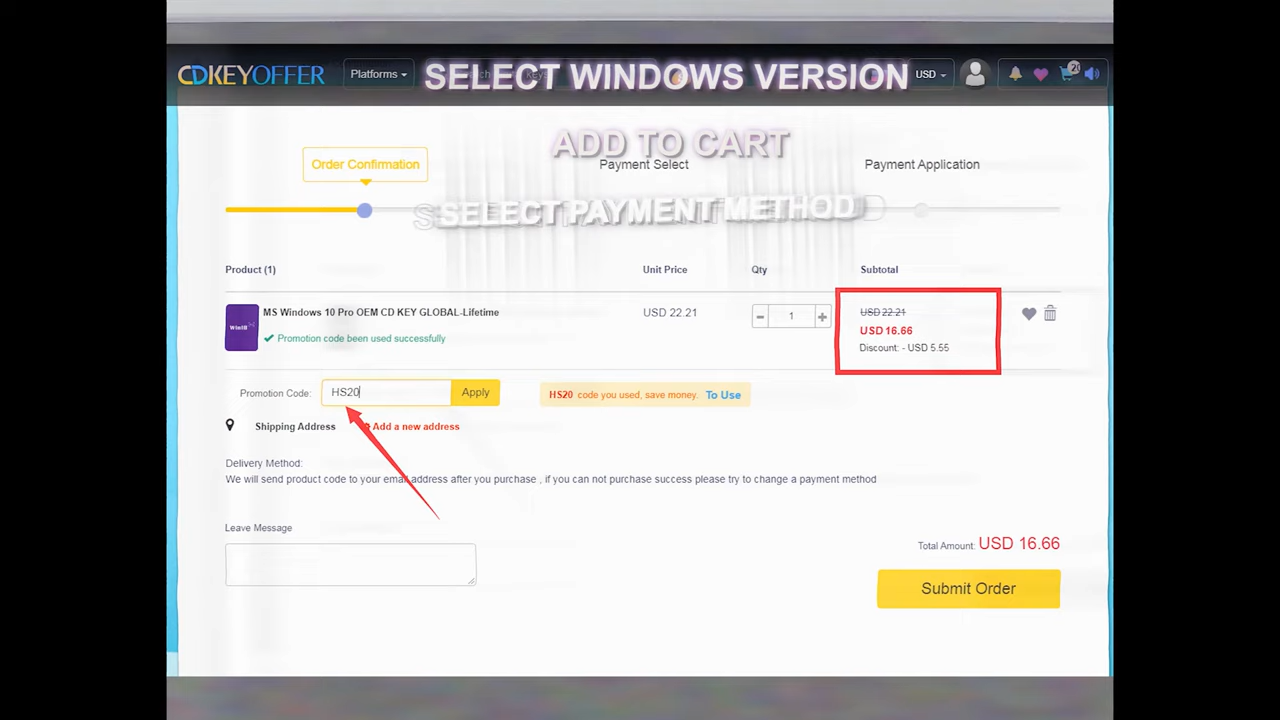 CDKEYOFFER Platforms SELECT WINDOWS VERSION USD
ADD TO CART
Order Confirmation Payment Select Payment Application
SELECT PAYMENT METHOD
Product (1) Unit Price Qty Subtotal
MS Windows 10 Pro OEM CD KEY GLOBAL-Lifetime USD 22.21 1 USD 22.21
USD 16.66
Promotion code been used successfully Discount: - USD 5.55
Promotion Code: HS20 Apply HS20 code you used, save money. To Use
Shipping Address Add a new address
Delivery Method:
We will send product code to your email address after you purchase , if you can not purchase success please try to change a payment method
Leave Message
Total Amount: USD 16.66
Submit Order